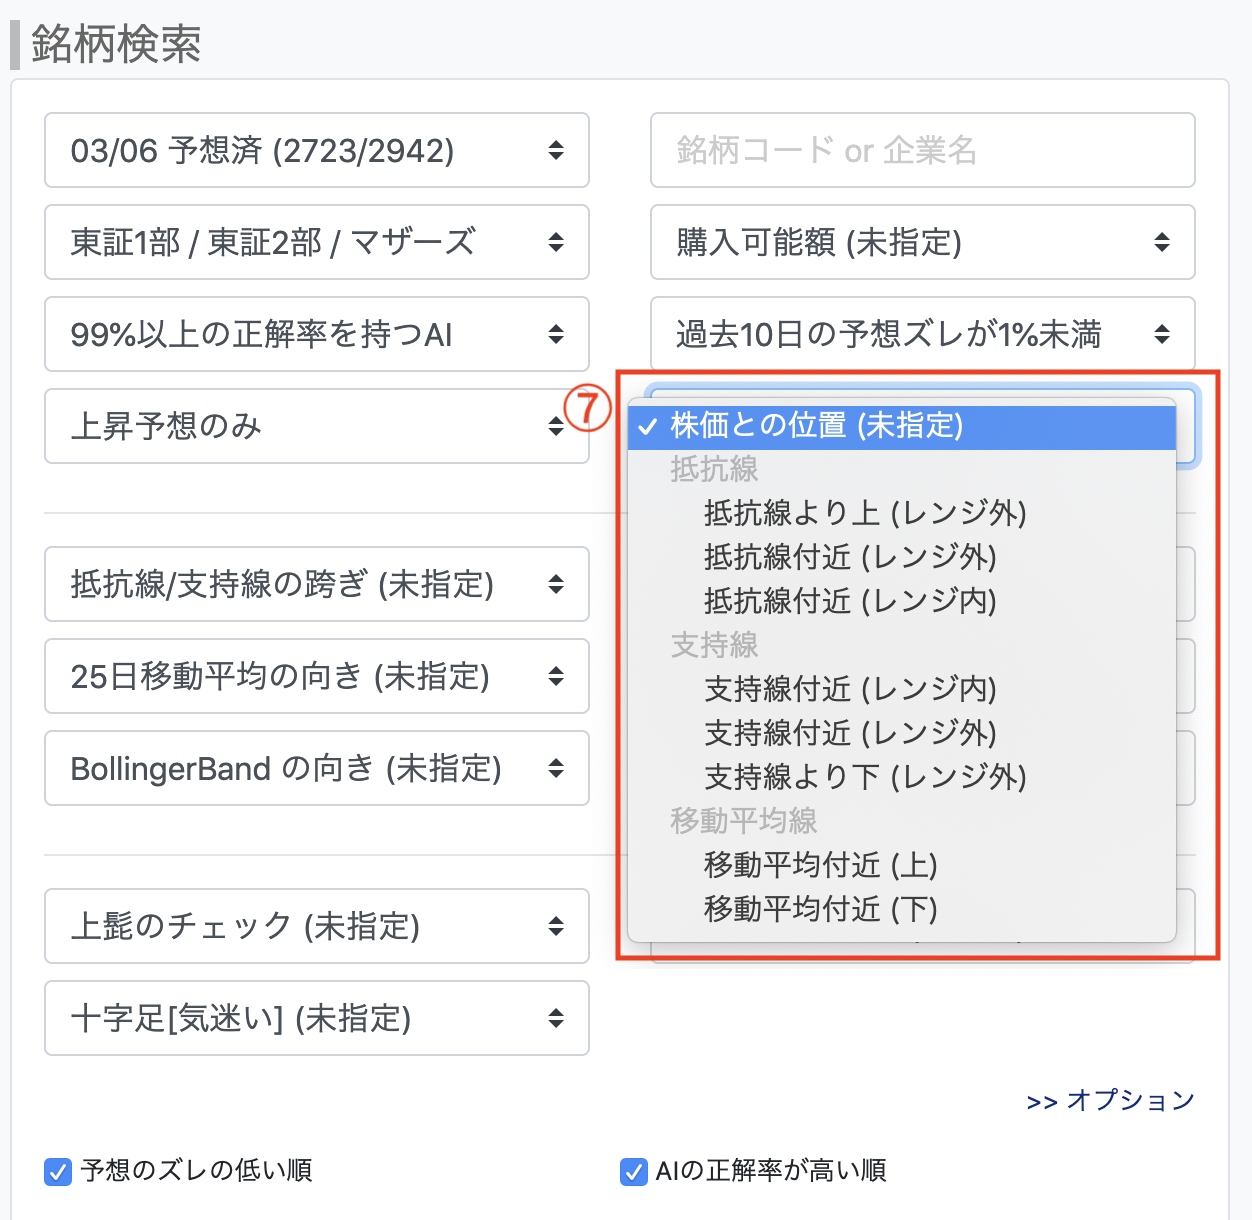 銘柄検索
03/06 予想済 (2723/2942)
銘柄コード or 企業名
東証1部 / 東証2部 / マザーズ
購入可能額 (未指定)
99%以上の正解率を持つAI
過去10日の予想ズレが1%未満
上昇予想のみ
⑦
株価との位置 (未指定)
抵抗線
抵抗線より上 (レンジ外)
抵抗線付近 (レンジ外)
抵抗線付近 (レンジ内)
支持線
支持線付近 (レンジ内)
支持線付近 (レンジ外)
支持線より下 (レンジ外)
移動平均線
移動平均付近 (上)
移動平均付近 (下)
抵抗線/支持線の跨ぎ (未指定)
25日移動平均の向き (未指定)
BollingerBand の向き (未指定)
上髭のチェック (未指定)
十字足[気迷い] (未指定)
>> オプション
予想のズレの低い順
AIの正解率が高い順